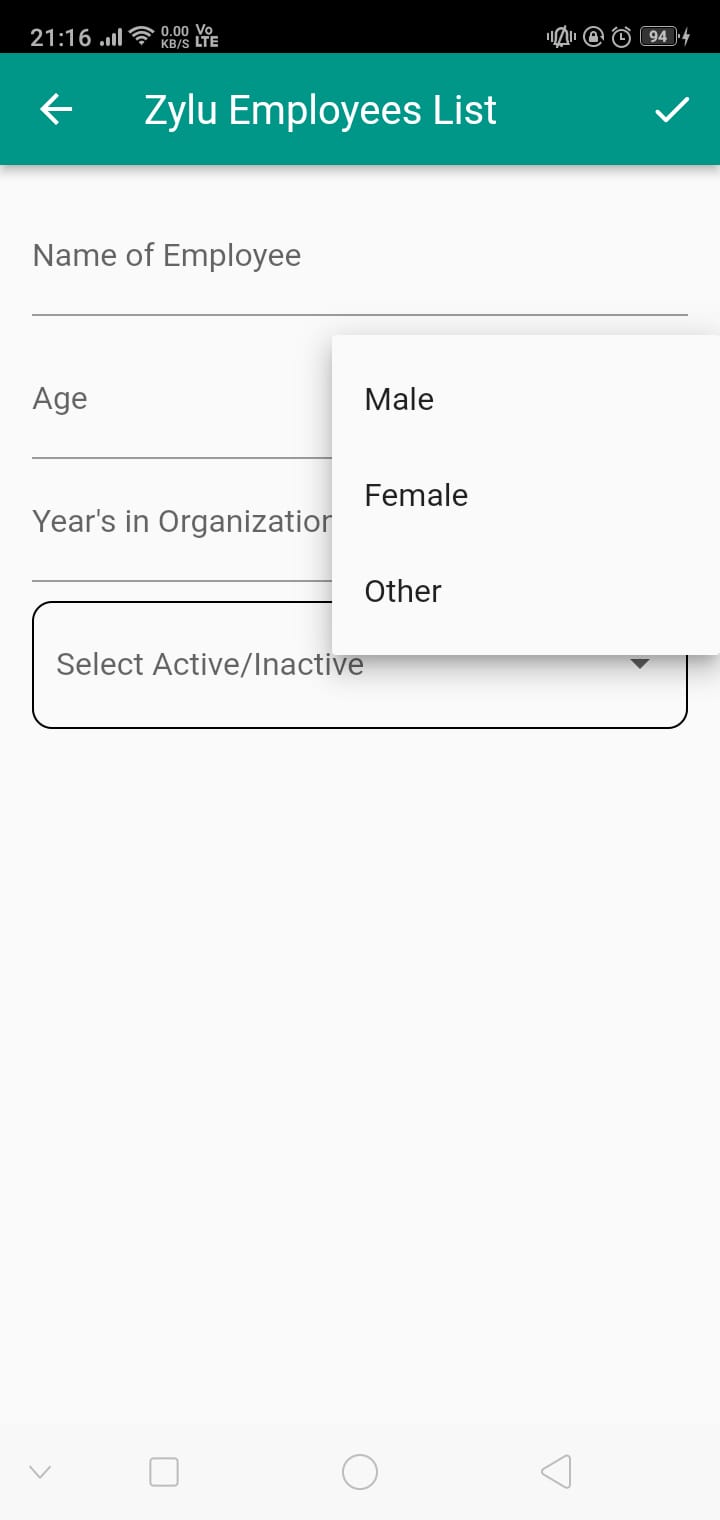 21:16 0.00 KB/S Vo LTE 94
Zylu Employees List
Name of Employee
Age
Male
Female
Year's in Organization
Other
Select Active/Inactive